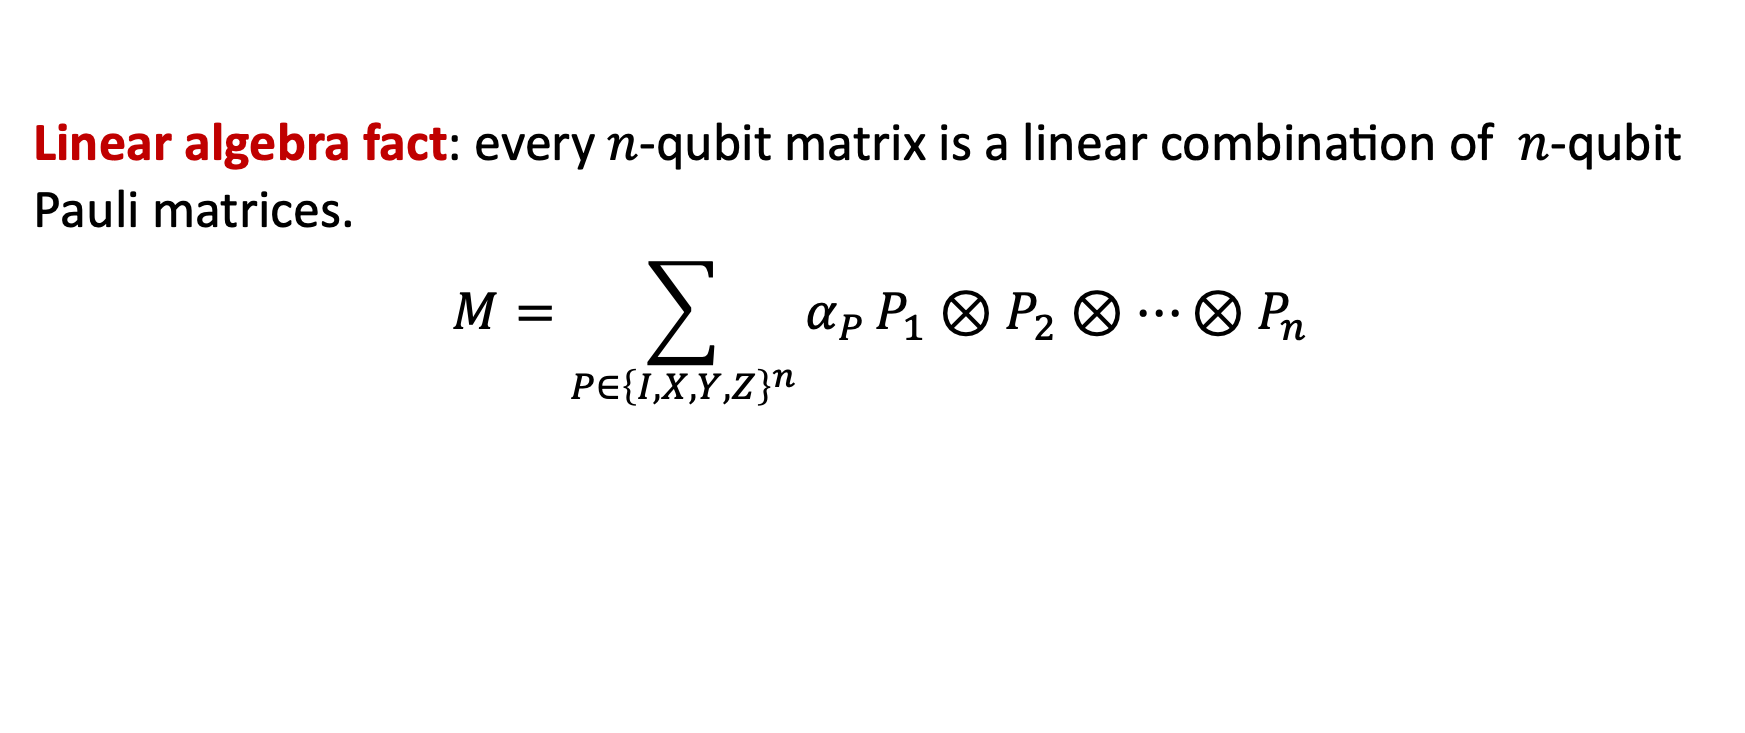 Linear algebra fact: every n-qubit matrix is a linear combination of n-qubit
Pauli matrices.
M = ∑ α_P P_1 ⊗ P_2 ⊗ ⋯ ⊗ P_n
P∈{I,X,Y,Z}^n